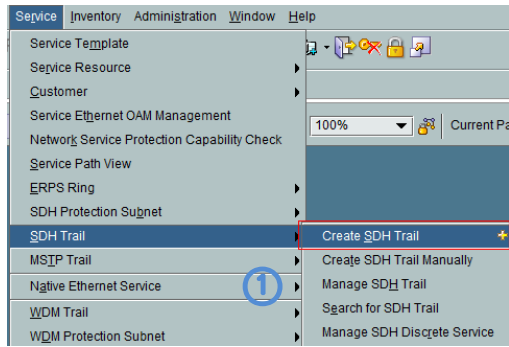 Service Inventory Administration Window Help
Service Template
Service Resource
Customer
Service Ethernet OAM Management
Network Service Protection Capability Check
Service Path View
ERPS Ring
SDH Protection Subnet
SDH Trail
MSTP Trail
Native Ethernet Service
WDM Trail
WDM Protection Subnet
100%
Current Pa
Create SDH Trail
Create SDH Trail Manually
Manage SDH Trail
Search for SDH Trail
Manage SDH Discrete Service
1